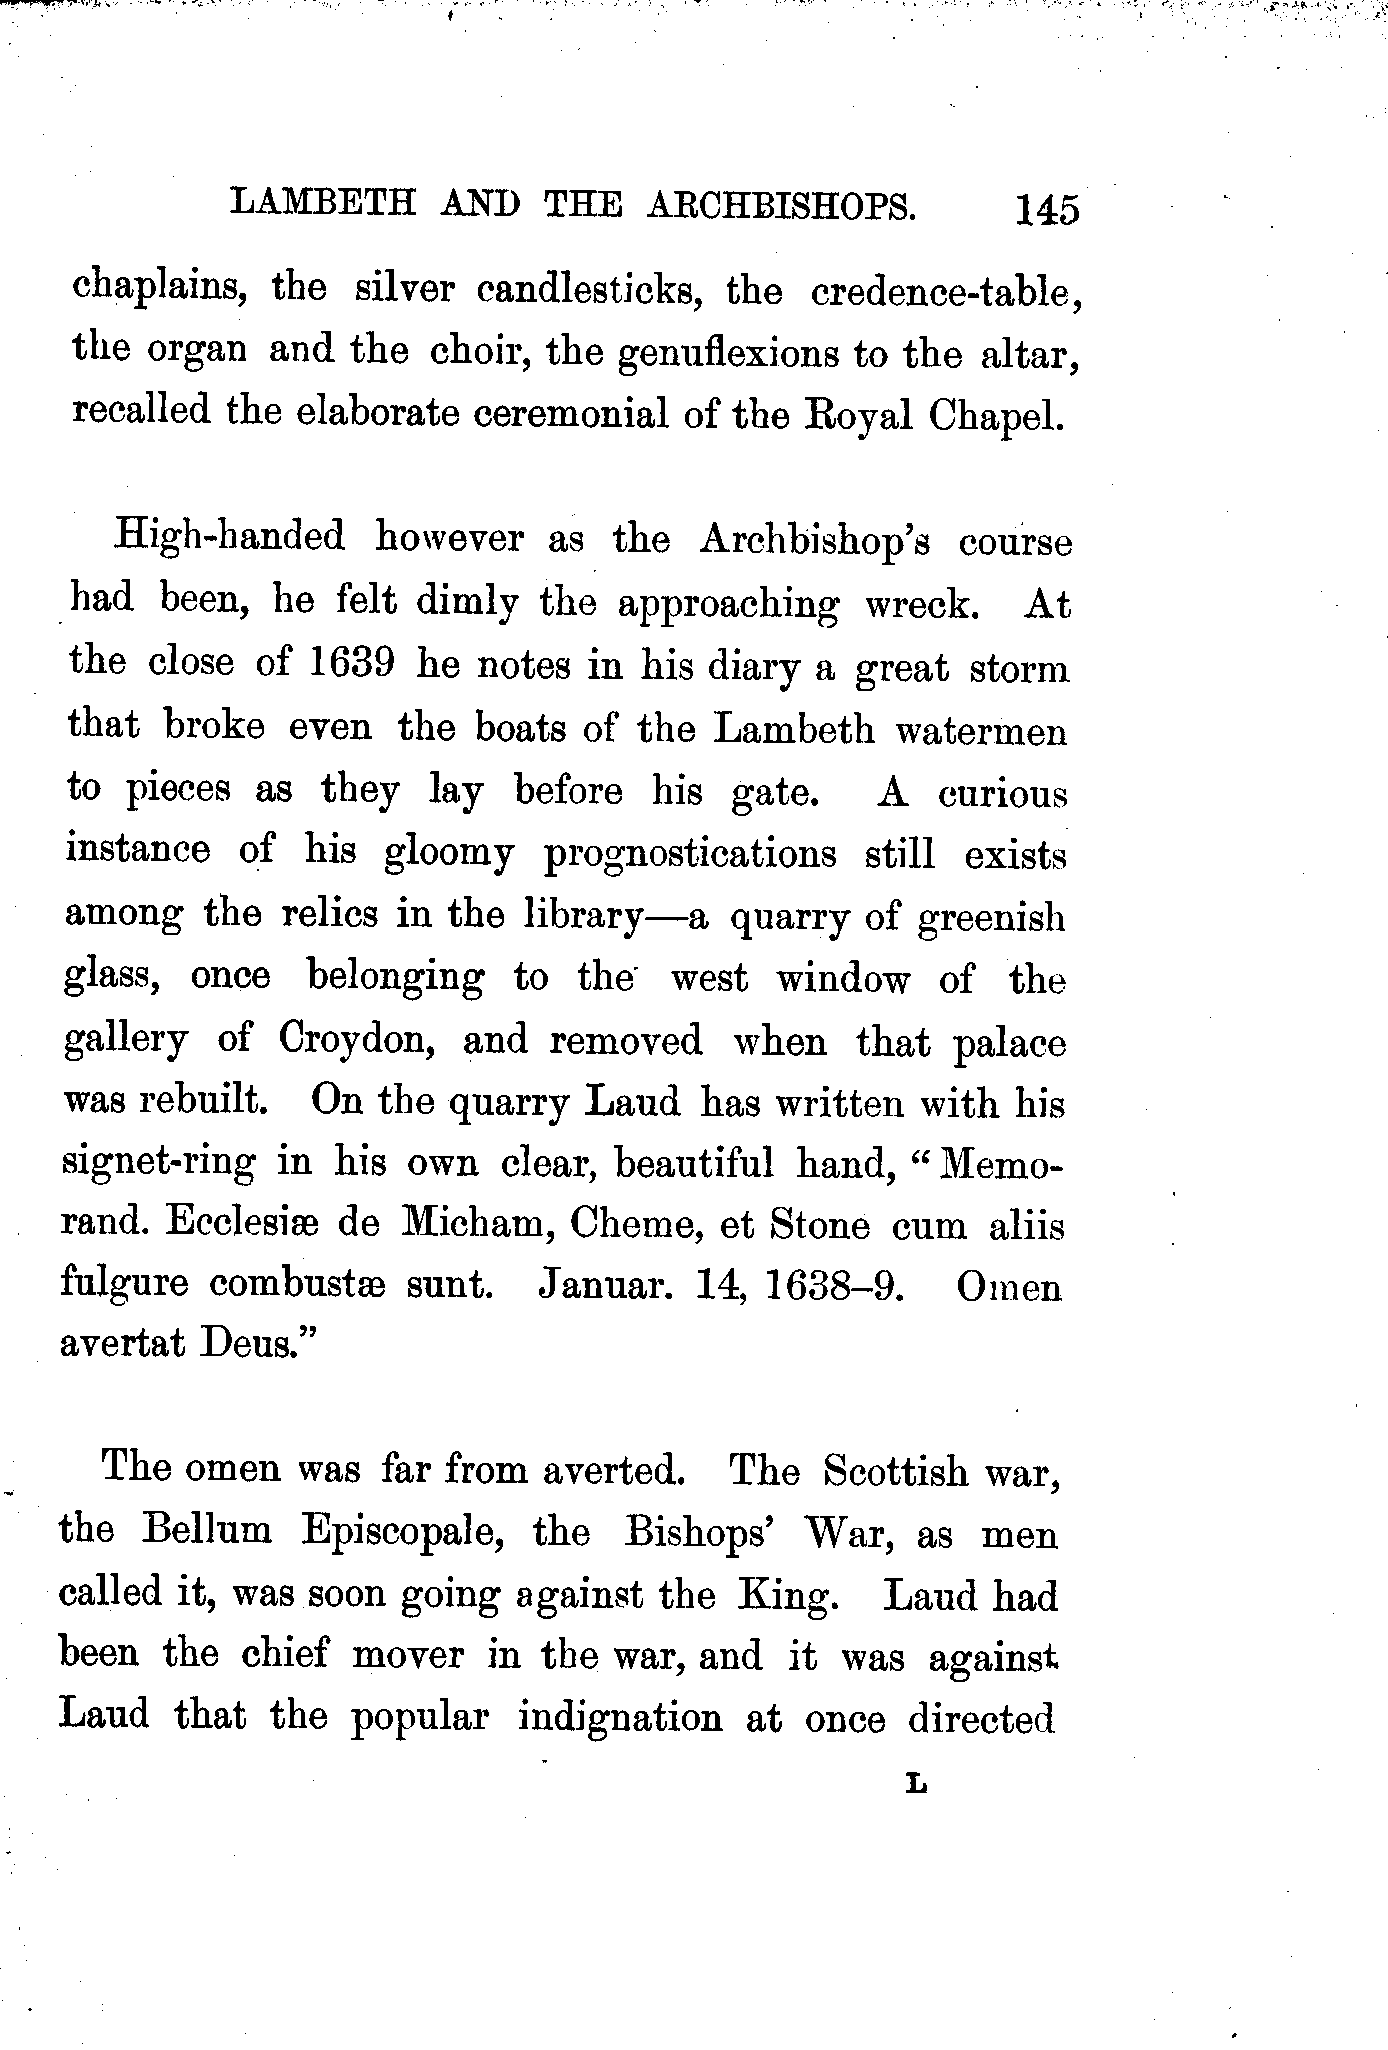 LAMBETH AND THE ARCHBISHOPS. 145
chaplains, the silver candlesticks, the credence-table,
the organ and the choir, the genuflexions to the altar,
recalled the elaborate ceremonial of the Royal Chapel.
High-handed however as the Archbishop's course
had been, he felt dimly the approaching wreck. At
the close of 1639 he notes in his diary a great storm
that broke even the boats of the Lambeth watermen
to pieces as they lay before his gate. A curious
instance of his gloomy prognostications still exists
among the relics in the library—a quarry of greenish
glass, once belonging to the west window of the
gallery of Croydon, and removed when that palace
was rebuilt. On the quarry Laud has written with his
signet-ring in his own clear, beautiful hand, “Memo-
rand. Ecclesiæ de Micham, Cheme, et Stone cum aliis
fulgure combustæ sunt. Januar. 14, 1638–9. Omen
avertat Deus.”
The omen was far from averted. The Scottish war,
the Bellum Episcopale, the Bishops' War, as men
called it, was soon going against the King. Laud had
been the chief mover in the war, and it was against
Laud that the popular indignation at once directed
L